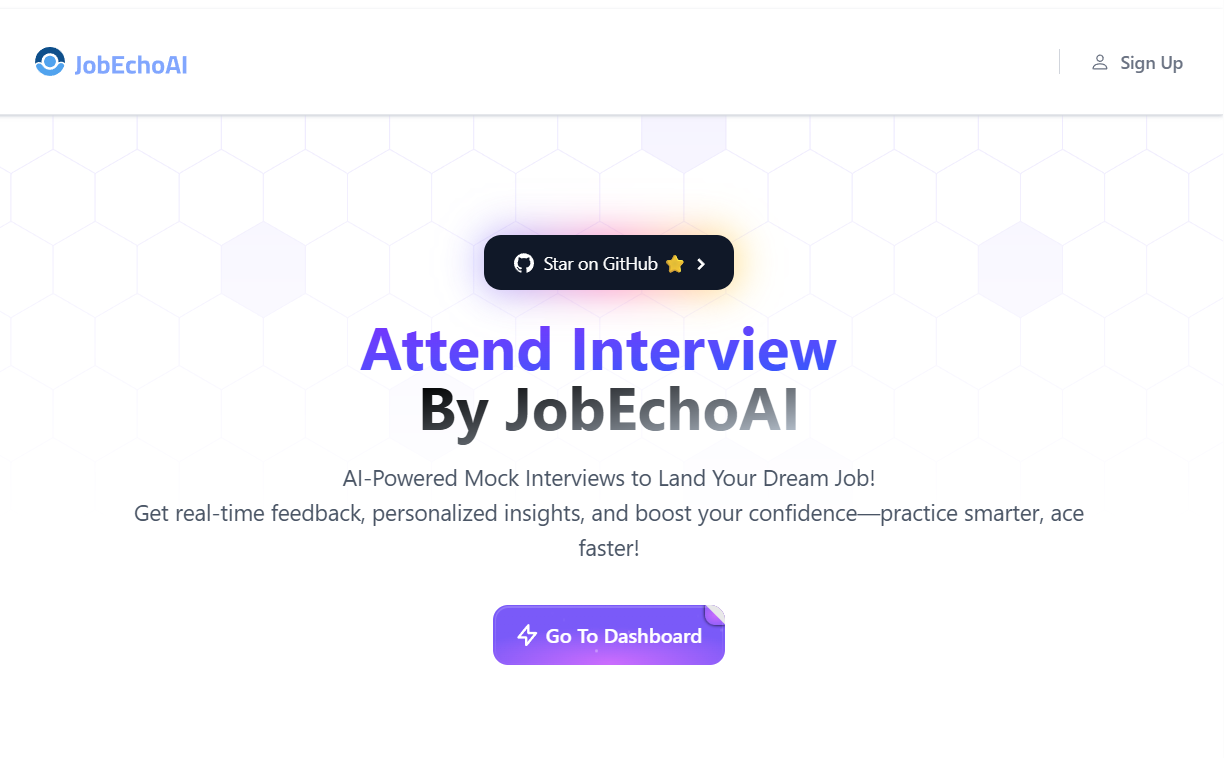 JobEchoAI
Sign Up
Star on GitHub
Attend Interview
By JobEchoAI
AI-Powered Mock Interviews to Land Your Dream Job!
Get real-time feedback, personalized insights, and boost your confidence—practice smarter, ace
faster!
Go To Dashboard